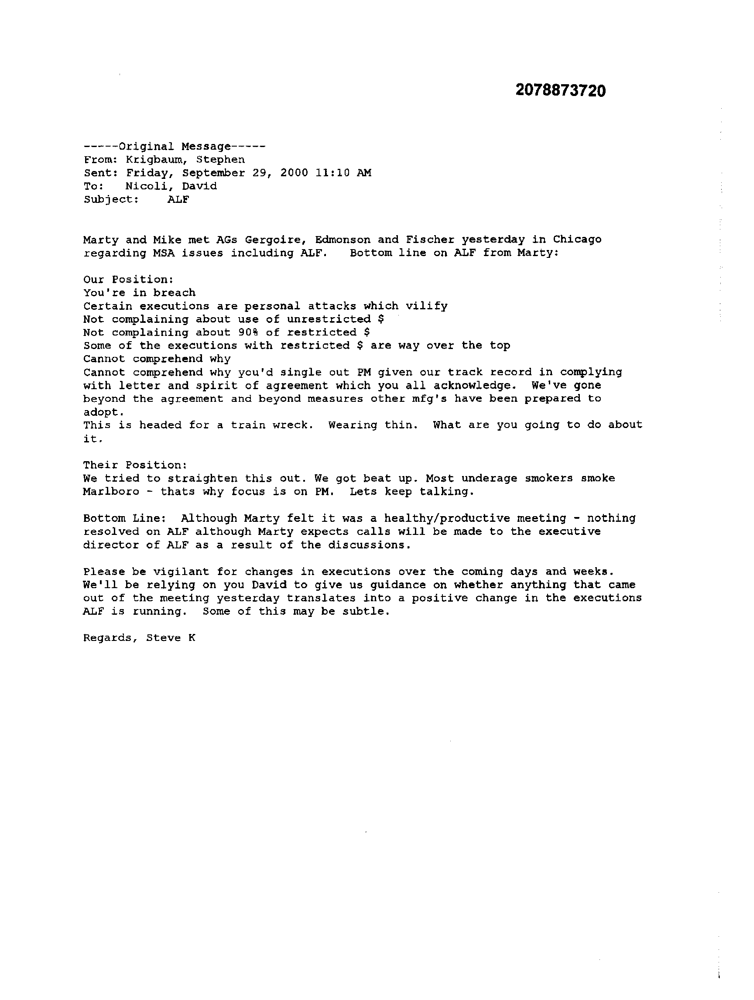 2078873720
-----Original Message-----
From: Krigbaum, Stephen
Sent: Friday, September 29, 2000 11:10 AM
To: Nicoli, David
Subject: ALF
Marty and Mike met AGs Gergoire, Edmonson and Fischer yesterday in Chicago
regarding MSA issues including ALF. Bottom line on ALF from Marty:
Our Position:
You're in breach
Certain executions are personal attacks which vilify
Not complaining about use of unrestricted $
Not complaining about 90% of restricted $
Some of the executions with restricted $ are way over the top
Cannot comprehend why
Cannot comprehend why you'd single out PM given our track record in complying
with letter and spirit of agreement which you all acknowledge. We've gone
beyond the agreement and beyond measures other mfg's have been prepared to
adopt.
This is headed for a train wreck. Wearing thin. What are you going to do about
it.
Their Position:
We tried to straighten this out. We got beat up. Most underage smokers smoke
Marlboro - thats why focus is on PM. Lets keep talking.
Bottom Line: Although Marty felt it was a healthy/productive meeting - nothing
resolved on ALF although Marty expects calls will be made to the executive
director of ALF as a result of the discussions.
Please be vigilant for changes in executions over the coming days and weeks.
We'll be relying on you David to give us guidance on whether anything that came
out of the meeting yesterday translates into a positive change in the executions
ALF is running. Some of this may be subtle.
Regards, Steve K